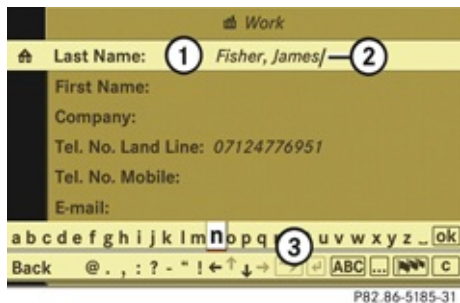 Work
Last Name: 1 Fisher, James 2
First Name:
Company:
Tel. No. Land Line: 07124776951
Tel. No. Mobile:
E-mail:
a b c d e f g h i j k l m n o p q 3 u v w x y z _ ok
Back @ . , : ? - " ! ← ↑ ↓ → ↵ ABC ... c
P82.86-5185-31